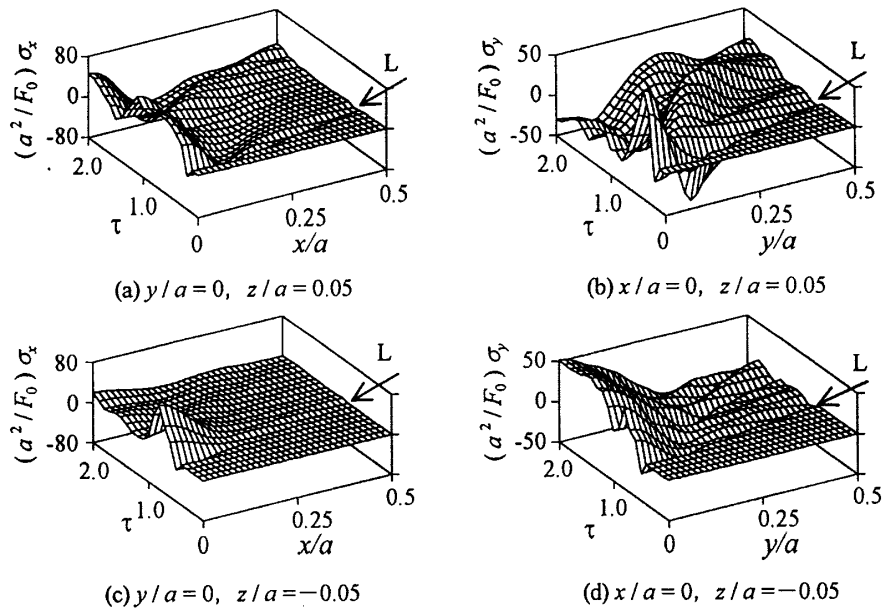 (a²/F₀) σₓ
80
0
-80
2.0
1.0
τ
0
0.25
0.5
x/a
L
(a) y/a=0, z/a=0.05
(a²/F₀) σ_y
50
0
-50
2.0
1.0
τ
0
0.25
0.5
y/a
L
(b) x/a=0, z/a=0.05
(a²/F₀) σₓ
80
0
-80
2.0
1.0
τ
0
0.25
0.5
x/a
L
(c) y/a=0, z/a=−0.05
(a²/F₀) σ_y
50
0
-50
2.0
1.0
τ
0
0.25
0.5
y/a
L
(d) x/a=0, z/a=−0.05